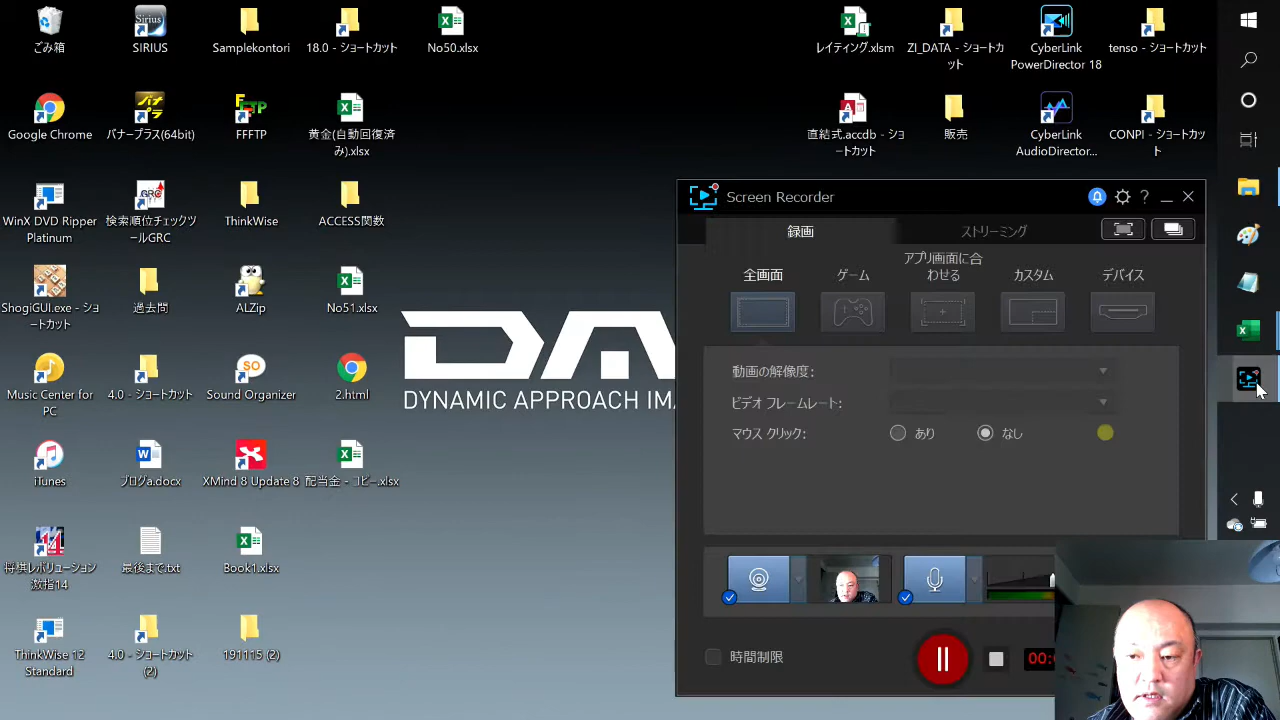 ごみ箱
SIRIUS
Samplekontori
18.0 - ショートカット
No50.xlsx
レイティング.xlsm
ZI_DATA - ショートカ
ット
CyberLink
PowerDirector 18
tenso - ショートカット
Google Chrome
バナープラス(64bit)
FFFTP
黄金(自動回復済
み).xlsx
直結式.accdb - ショ
ートカット
販売
CyberLink
AudioDirector...
CONPI - ショートカッ
ト
WinX DVD Ripper
Platinum
検索順位チェックツ
ールGRC
ThinkWise
ACCESS関数
Screen Recorder
録画
ストリーミング
全画面
ゲーム
アプリ画面に合
わせる
カスタム
デバイス
動画の解像度:
ビデオ フレームレート:
マウス クリック:
あり
なし
ShogiGUI.exe - ショ
ートカット
過去問
ALZip
No51.xlsx
DYNAMIC APPROACH IMA
Music Center for
PC
4.0 - ショートカット
SO
Sound Organizer
2.html
iTunes
ブログa.docx
XMind 8 Update 8
配当金 - コピー.xlsx
将棋レボリューション
激指14
最後まで.txt
Book1.xlsx
ThinkWise 12
Standard
4.0 - ショートカット
(2)
191115 (2)
時間制限